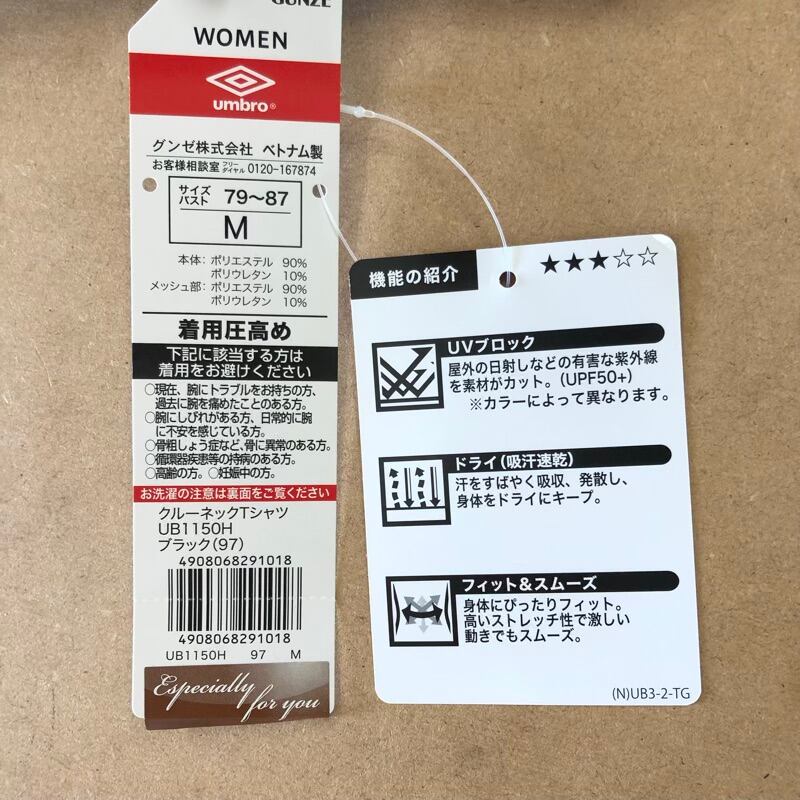 GUNZE
WOMEN
umbro®
グンゼ株式会社 ベトナム製
お客様相談室 フリーダイヤル 0120-167874
サイズ
バスト 79〜87
M
本体: ポリエステル 90%
ポリウレタン 10%
メッシュ部: ポリエステル 90%
ポリウレタン 10%
着用圧高め
下記に該当する方は
着用をお避けください
○現在、腕にトラブルをお持ちの方、
過去に腕を痛めたことのある方。
○腕にしびれがある方、日常的に腕
に不安を感じている方。
○骨粗しょう症など、骨に異常のある方。
○循環器疾患等の持病のある方。
○高齢の方。○妊娠中の方。
お洗濯の注意は裏面をご覧ください
クルーネックTシャツ
UB1150H
ブラック(97)
4908068291018
4908068291018
UB1150H 97 M
Especially
for you
機能の紹介 ★★★☆☆
UVブロック
屋外の日射しなどの有害な紫外線
を素材がカット。(UPF50+)
※カラーによって異なります。
ドライ(吸汗速乾)
汗をすばやく吸収、発散し、
身体をドライにキープ。
フィット&スムーズ
身体にぴったりフィット。
高いストレッチ性で激しい
動きでもスムーズ。
(N)UB3-2-TG